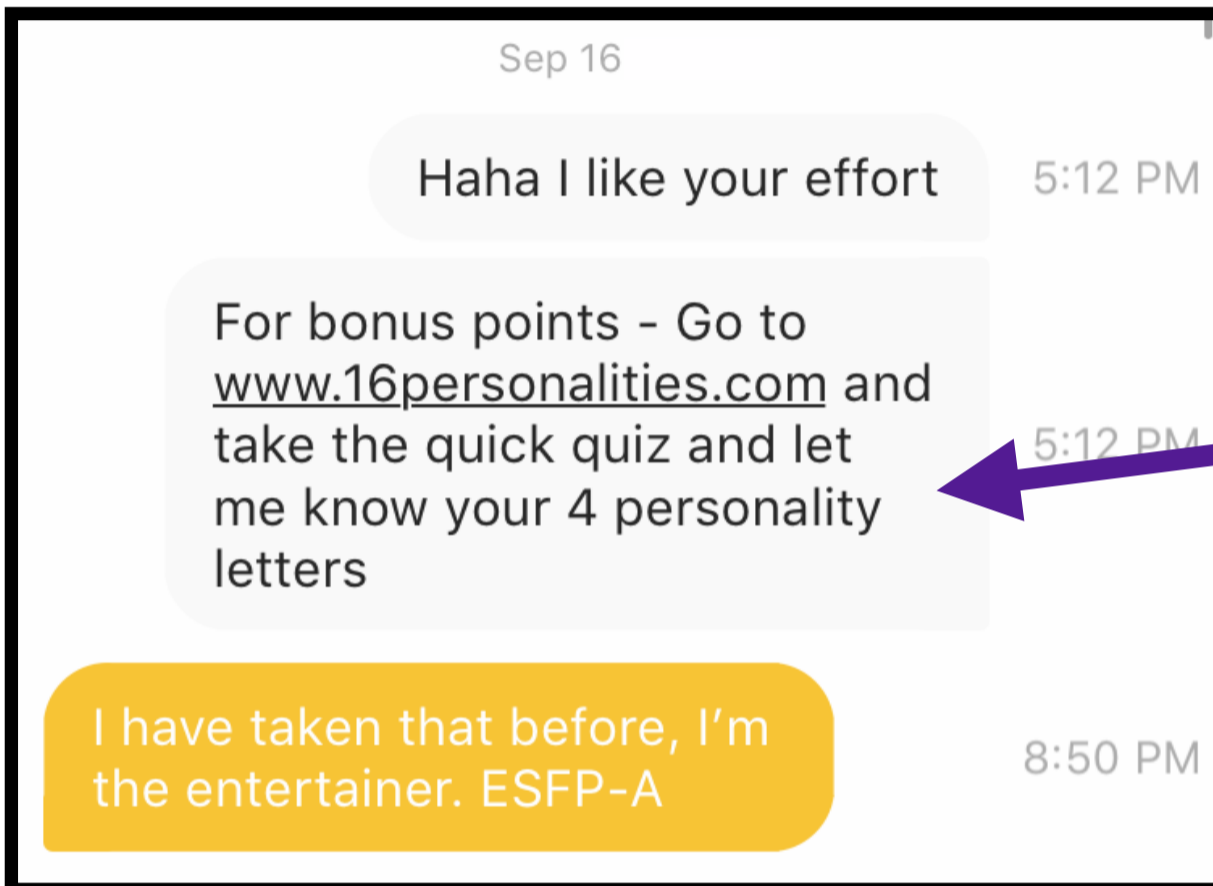 Sep 16
Haha I like your effort
5:12 PM
For bonus points - Go to
www.16personalities.com and
take the quick quiz and let
me know your 4 personality
letters
5:12 PM
I have taken that before, I’m
the entertainer. ESFP-A
8:50 PM